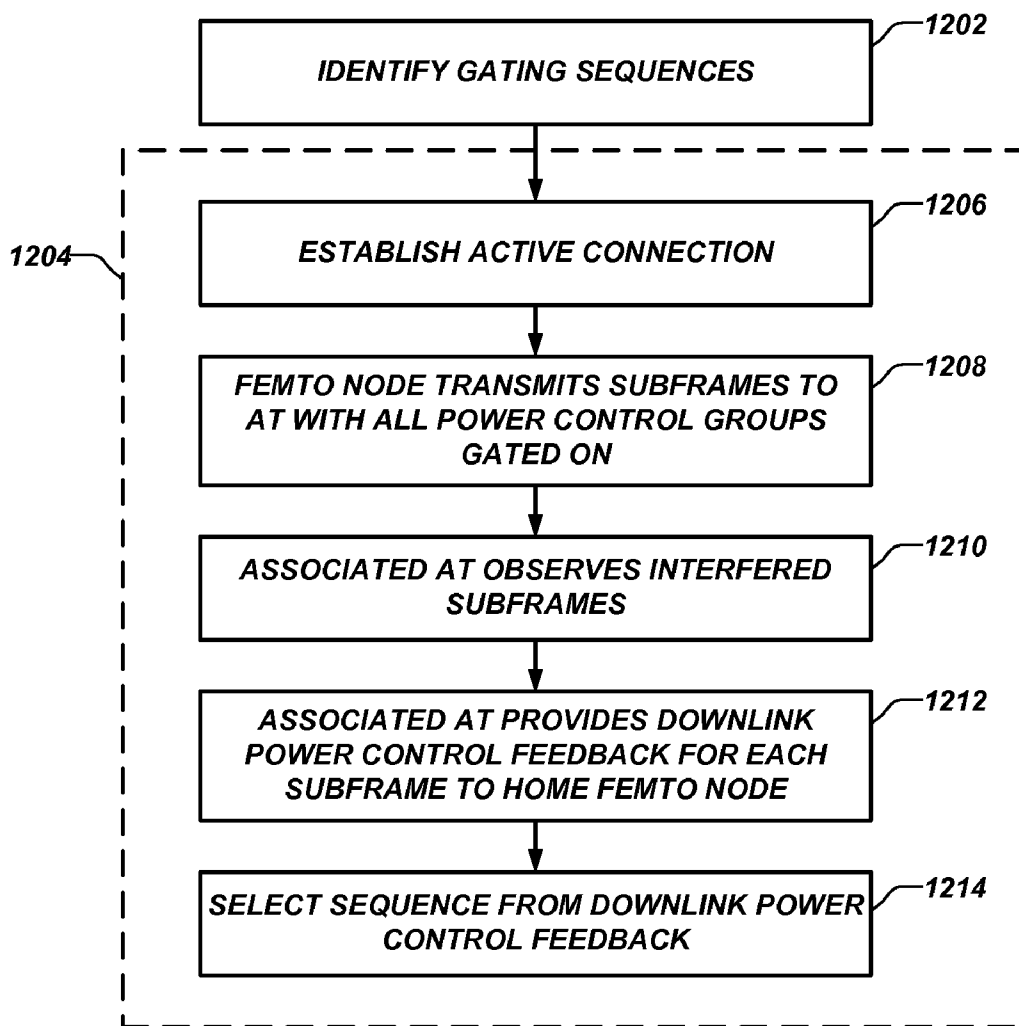 1202
IDENTIFY GATING SEQUENCES
1204
1206
ESTABLISH ACTIVE CONNECTION
1208
FEMTO NODE TRANSMITS SUBFRAMES TO
AT WITH ALL POWER CONTROL GROUPS
GATED ON
1210
ASSOCIATED AT OBSERVES INTERFERED
SUBFRAMES
1212
ASSOCIATED AT PROVIDES DOWNLINK
POWER CONTROL FEEDBACK FOR EACH
SUBFRAME TO HOME FEMTO NODE
1214
SELECT SEQUENCE FROM DOWNLINK POWER
CONTROL FEEDBACK